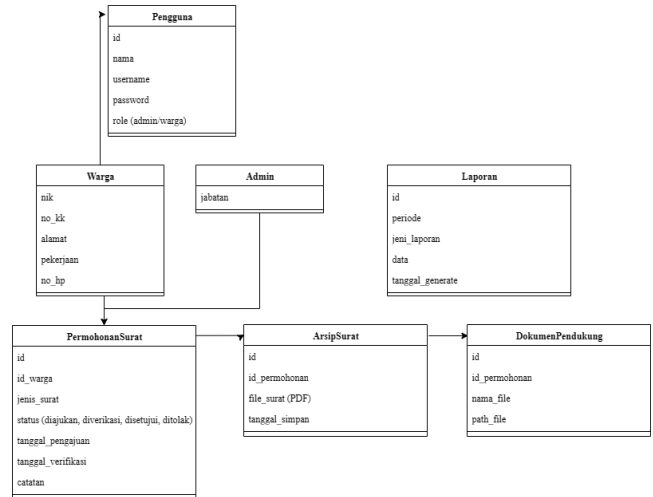 Pengguna
id
nama
username
password
role (admin/warga)
Warga
nik
no_kk
alamat
pekerjaan
no_hp
Admin
jabatan
Laporan
id
periode
jeni_laporan
data
tanggal_generate
PermohonanSurat
id
id_warga
jenis_surat
status (diajukan, diverikasi, disetujui, ditolak)
tanggal_pengajuan
tanggal_verifikasi
catatan
ArsipSurat
id
id_permohonan
file_surat (PDF)
tanggal_simpan
DokumenPendukung
id
id_permohonan
nama_file
path_file